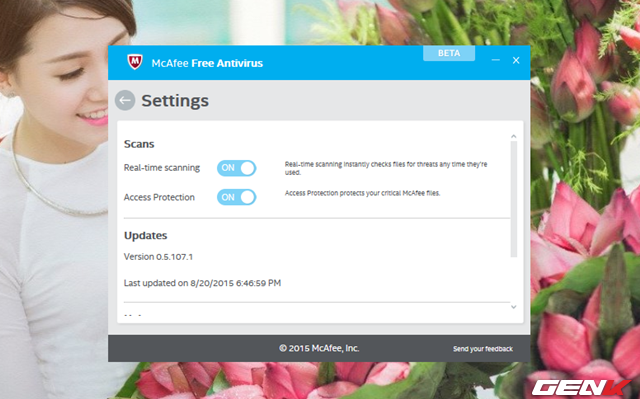 BETA
McAfee Free Antivirus
Settings
Scans
Real-time scanning
ON
Real-time scanning instantly checks files for threats any time they're
used.
Access Protection
ON
Access Protection protects your critical McAfee files.
Updates
Version 0.5.107.1
Last updated on 8/20/2015 6:46:59 PM
© 2015 McAfee, Inc.
Send your feedback
GENK